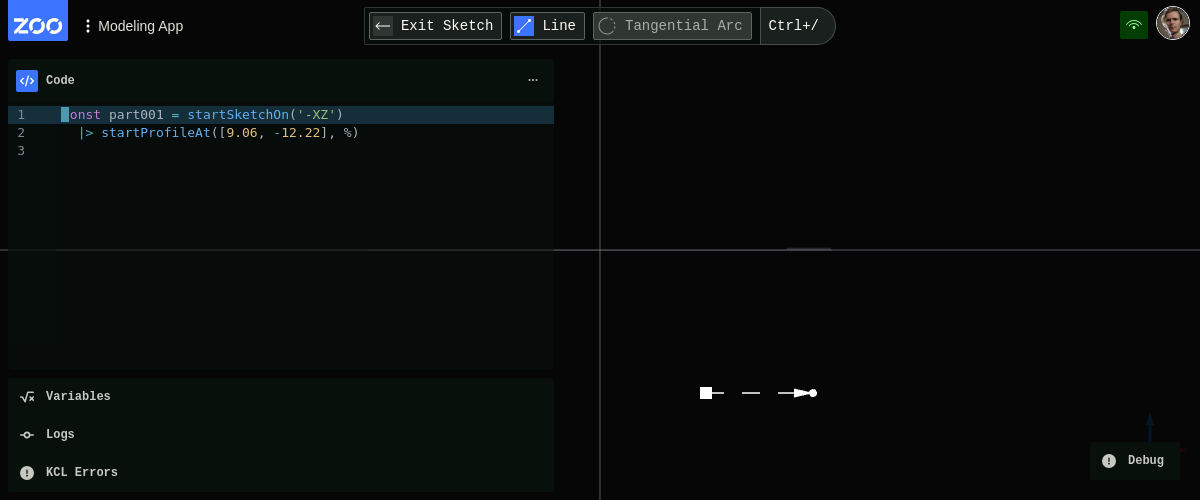 ZOO
Modeling App
Exit Sketch
Line
Tangential Arc
Ctrl+/
Code
1 const part001 = startSketchOn('-XZ')
2 |> startProfileAt([9.06, -12.22], %)
3
Variables
Logs
KCL Errors
Debug